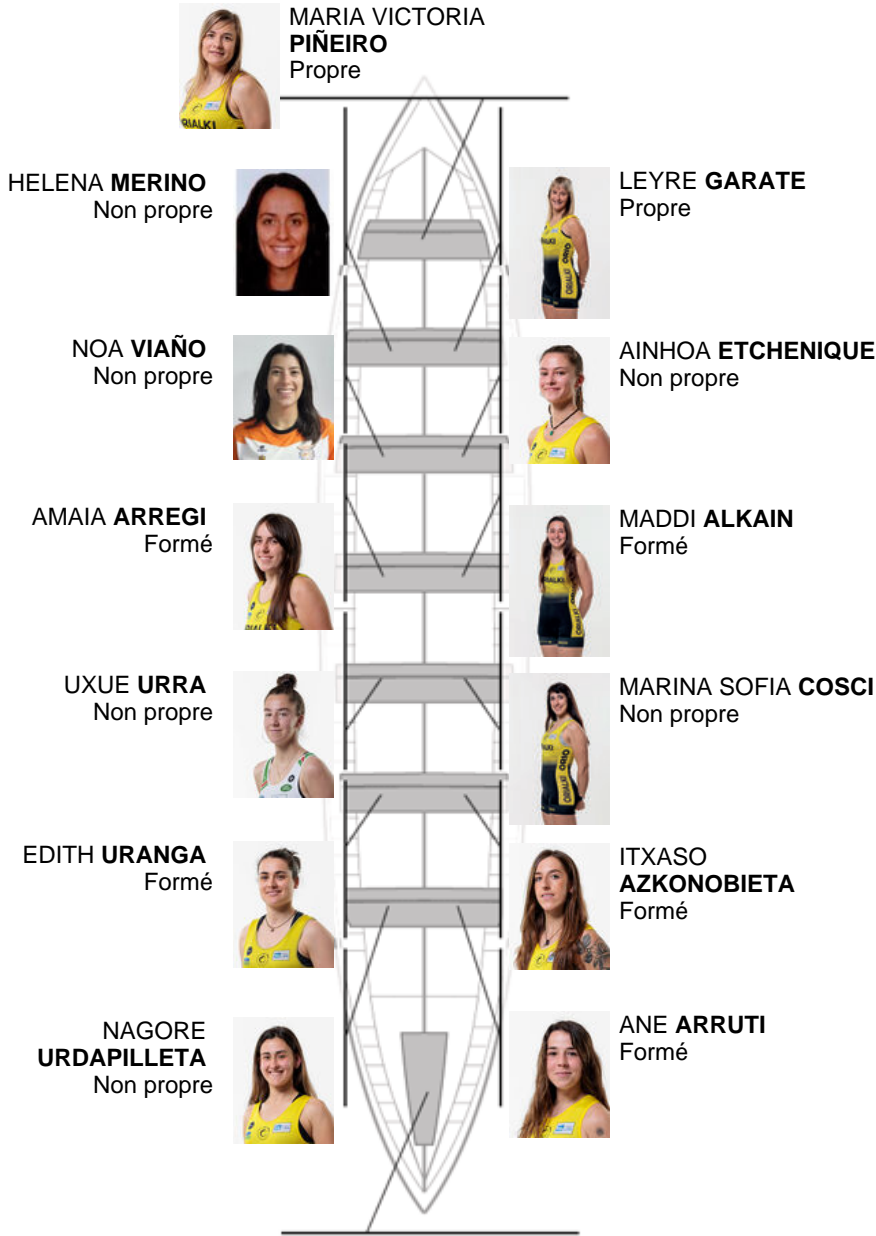 MARIA VICTORIA
PIÑEIRO
Propre
HELENA MERINO
Non propre
LEYRE GARATE
Propre
NOA VIAÑO
Non propre
AINHOA ETCHENIQUE
Non propre
AMAIA ARREGI
Formé
MADDI ALKAIN
Formé
UXUE URRA
Non propre
MARINA SOFIA COSCI
Non propre
EDITH URANGA
Formé
ITXASO
AZKONOBIETA
Formé
NAGORE
URDAPILLETA
Non propre
ANE ARRUTI
Formé